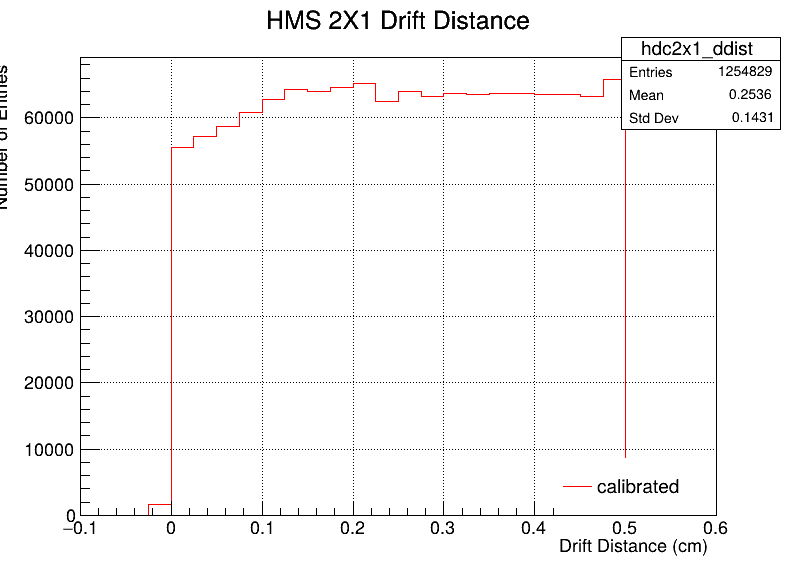 HMS 2X1 Drift Distance
hdc2x1_ddist
Entries 1254829
Mean 0.2536
Std Dev 0.1431
Number of Entries
60000
50000
40000
30000
20000
10000
0
−0.1 0 0.1 0.2 0.3 0.4 0.5 0.6
calibrated
Drift Distance (cm)